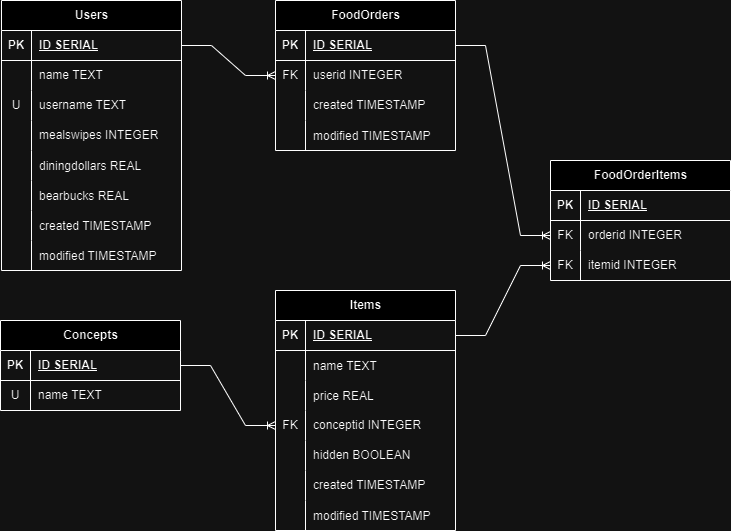 Users
PK ID SERIAL
name TEXT
U username TEXT
mealswipes INTEGER
diningdollars REAL
bearbucks REAL
created TIMESTAMP
modified TIMESTAMP
FoodOrders
PK ID SERIAL
FK userid INTEGER
created TIMESTAMP
modified TIMESTAMP
FoodOrderItems
PK ID SERIAL
FK orderid INTEGER
FK itemid INTEGER
Concepts
PK ID SERIAL
U name TEXT
Items
PK ID SERIAL
name TEXT
price REAL
FK conceptid INTEGER
hidden BOOLEAN
created TIMESTAMP
modified TIMESTAMP